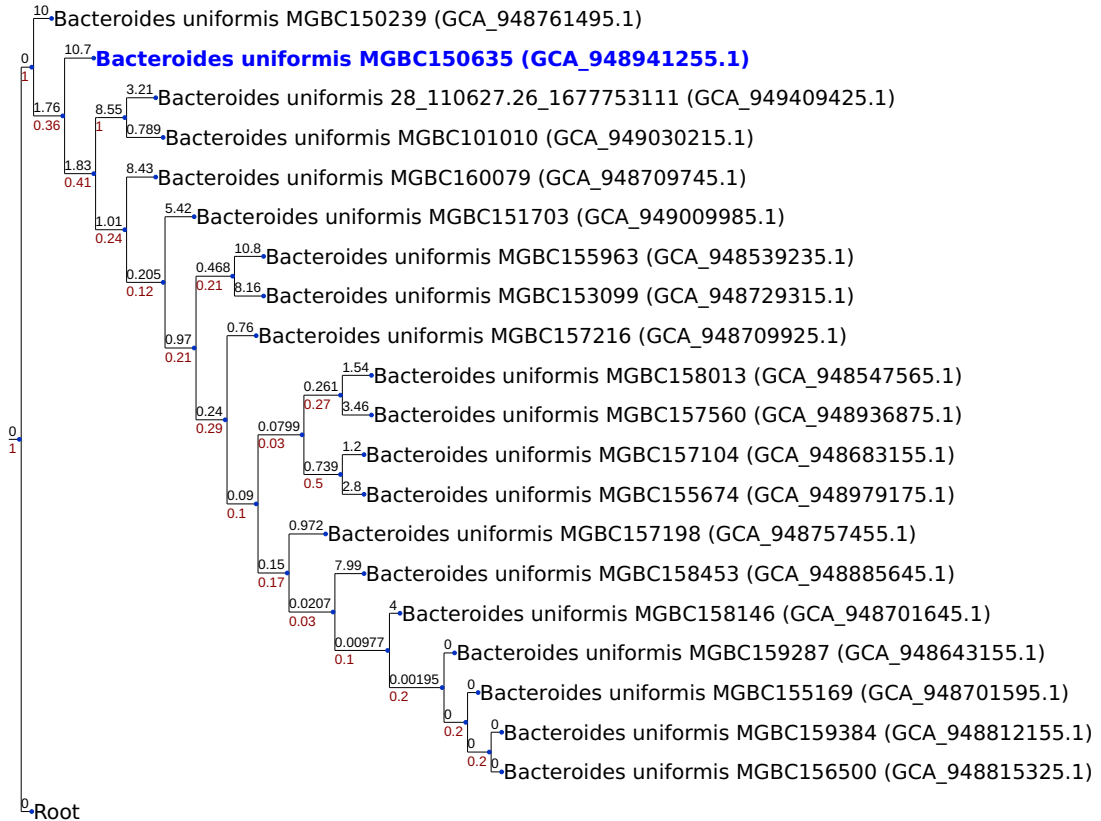 10
Bacteroides uniformis MGBC150239 (GCA_948761495.1)
0
1
10.7
Bacteroides uniformis MGBC150635 (GCA_948941255.1)
1.76
0.36
3.21
Bacteroides uniformis 28_110627.26_1677753111 (GCA_949409425.1)
8.55
1
0.789
Bacteroides uniformis MGBC101010 (GCA_949030215.1)
1.83
0.41
8.43
Bacteroides uniformis MGBC160079 (GCA_948709745.1)
1.01
0.24
5.42
Bacteroides uniformis MGBC151703 (GCA_949009985.1)
10.8
Bacteroides uniformis MGBC155963 (GCA_948539235.1)
0.205
0.12
0.468
0.21
8.16
Bacteroides uniformis MGBC153099 (GCA_948729315.1)
0.97
0.21
0.76
Bacteroides uniformis MGBC157216 (GCA_948709925.1)
1.54
Bacteroides uniformis MGBC158013 (GCA_948547565.1)
0.261
0.27
3.46
Bacteroides uniformis MGBC157560 (GCA_948936875.1)
0.24
0.29
0.0799
0.03
0
1
1.2
Bacteroides uniformis MGBC157104 (GCA_948683155.1)
0.739
0.5
2.8
Bacteroides uniformis MGBC155674 (GCA_948979175.1)
0.09
0.1
0.972
Bacteroides uniformis MGBC157198 (GCA_948757455.1)
0.15
0.17
7.99
Bacteroides uniformis MGBC158453 (GCA_948885645.1)
0.0207
0.03
4
Bacteroides uniformis MGBC158146 (GCA_948701645.1)
0.00977
0.1
0
Bacteroides uniformis MGBC159287 (GCA_948643155.1)
0.00195
0.2
0
Bacteroides uniformis MGBC155169 (GCA_948701595.1)
0
0.2
0
Bacteroides uniformis MGBC159384 (GCA_948812155.1)
0
0.2
0
Bacteroides uniformis MGBC156500 (GCA_948815325.1)
0
Root